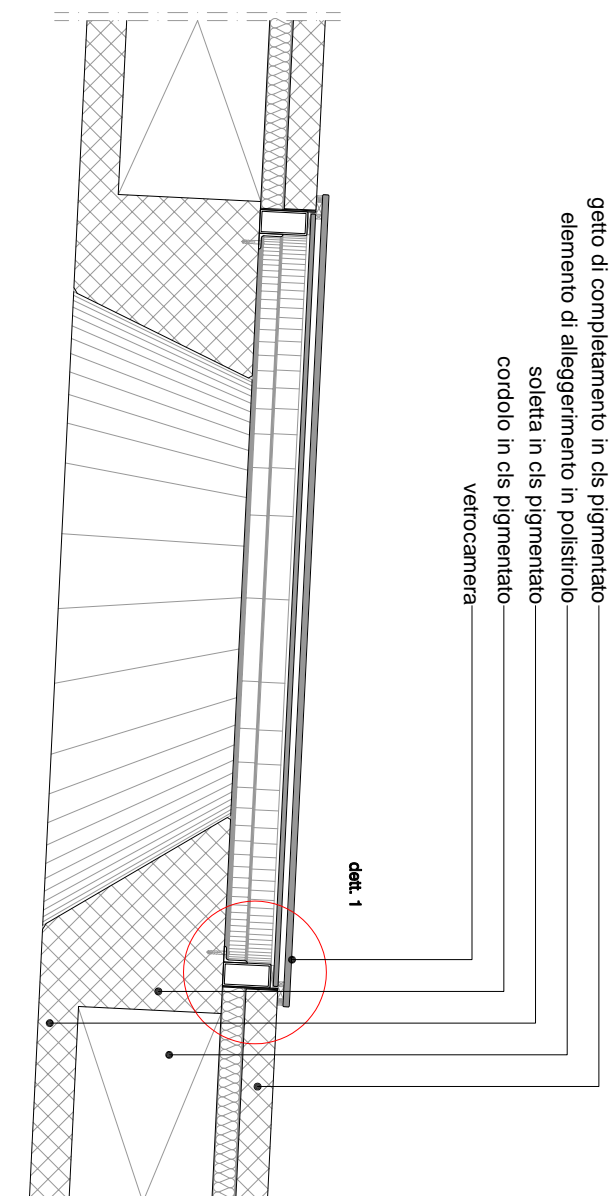 getto di completamento in cls pigmentato
elemento di alleggerimento in polistirolo
soletta in cls pigmentato
cordolo in cls pigmentato
vetrocamera
dett. 1